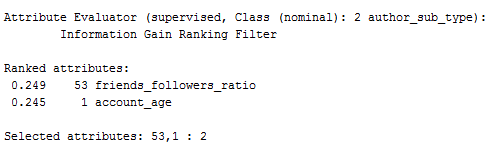 Attribute Evaluator (supervised, Class (nominal): 2 author_sub_type):
Information Gain Ranking Filter
Ranked attributes:
0.249 53 friends_followers_ratio
0.245 1 account_age
Selected attributes: 53,1 : 2